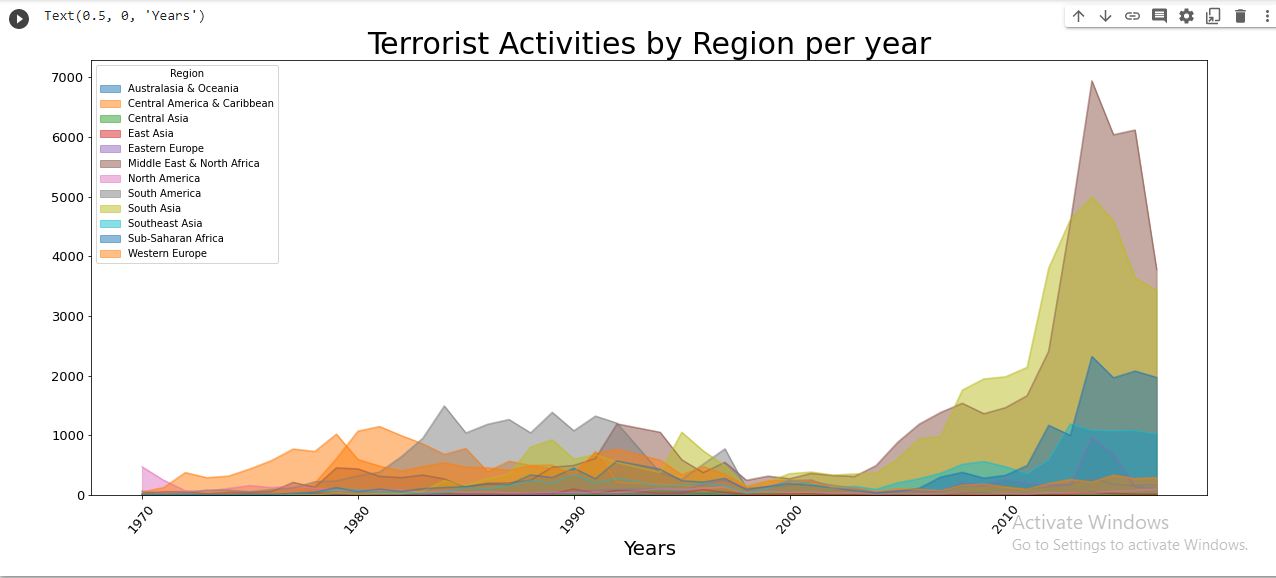 Text(0.5, 0, 'Years')
Terrorist Activities by Region per year
7000
6000
5000
4000
3000
2000
1000
0
Region
Australasia & Oceania
Central America & Caribbean
Central Asia
East Asia
Eastern Europe
Middle East & North Africa
North America
South America
South Asia
Southeast Asia
Sub-Saharan Africa
Western Europe
1970
1980
1990
2000
2010
Years
Activate Windows
Go to Settings to activate Windows.